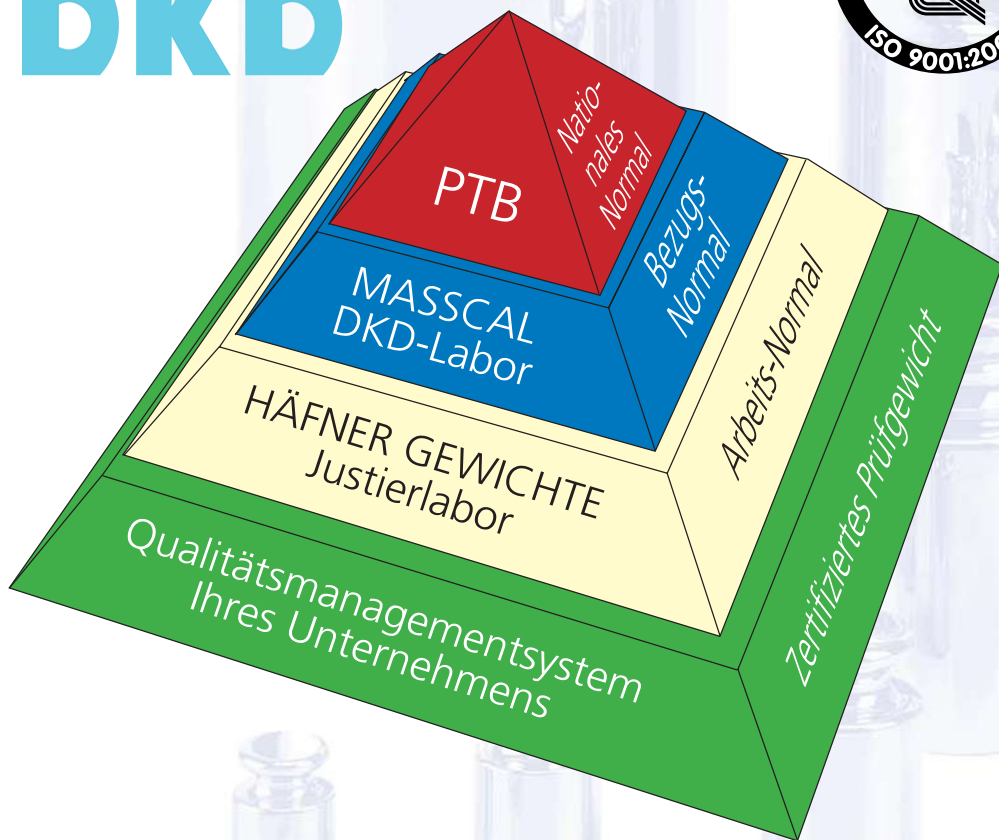 DKD
ISO 9001:200
PTB
Natio-
nales
Normal
MASSCAL
DKD-Labor
Bezugs-
Normal
HÄFNER GEWICHTE
Justierlabor
Arbeits-Normal
Qualitätsmanagementsystem
Ihres Unternehmens
Zertifiziertes Prüfgewicht